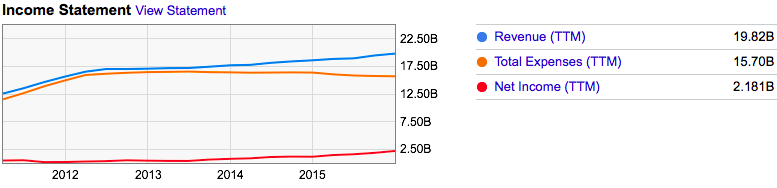 Income Statement View Statement
22.50B
17.50B
12.50B
7.50B
2.50B
2012 2013 2014 2015
Revenue (TTM) 19.82B
Total Expenses (TTM) 15.70B
Net Income (TTM) 2.181B